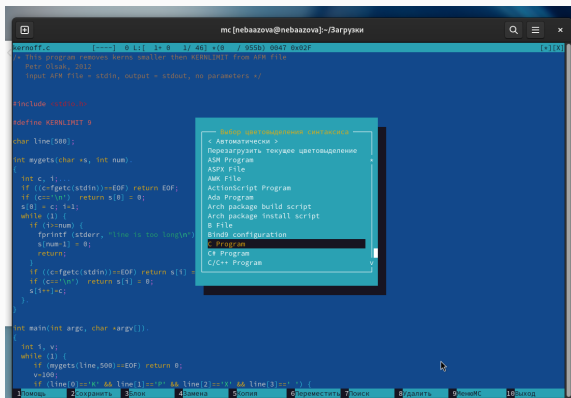 mc [nebaazova@nebaazova]:~/Загрузки
kernoff.c [----] 0 L:[ 1+ 0 1/ 46] *(0 / 955b) 0047 0x02F [*][X]
/* This program removes kerns smaller then KERNLIMIT from AFM file
Petr Olsak, 2012
input AFM file = stdin, output = stdout, no parameters */
#include
#define KERNLIMIT 9
char line[500];
int mygets(char *s, int num)
{
int c, i;
if ((c=fgetc(stdin))==EOF) return EOF;
if (c=='\n') return s[0] = 0;
s[0] = c; i=1;
while (1) {
if (i>=num) {
fprintf (stderr, "line is too long\n")
s[num-1] = 0;
return;
}
if ((c=fgetc(stdin))==EOF) return s[i] =
if (c=='\n') return s[i] = 0;
s[i++]=c;
}
}
int main(int argc, char *argv[])
{
int i, v;
while (1) {
if (mygets(line,500)==EOF) return 0;
v=100;
if (line[0]=='K' && line[1]=='P' && line[2]=='X' && line[3]==' ') {
Выбор цветовыделения синтаксиса
< Автоматически >
Перезагрузить текущее цветовыделение
ASM Program
ASPX File
AWK File
ActionScript Program
Ada Program
Arch package build script
Arch package install script
B File
Bind9 configuration
C Program
C# Program
C/C++ Program
1Помощь 2Сохранить 3Блок 4Замена 5Копия 6Переместить 7Поиск 8Удалить 9МенюMC 10Выход